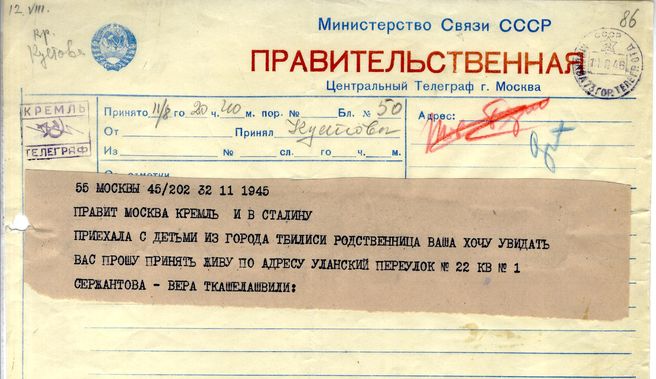 12.VIII.
Министерство Связи СССР
86
ПРАВИТЕЛЬСТВЕННАЯ
Центральный Телеграф г. Москва
КРЕМЛЬ
ТЕЛЕГРАФ
Принято 11/8 го 20 ч. 40 м. пор. № Бл. № 50
Адрес:
От Принял
Из № сл. го ч. м.
55 МОСКВЫ 45/202 32 11 1945
ПРАВИТ МОСКВА КРЕМЛЬ И В СТАЛИНУ
ПРИЕХАЛА С ДЕТЬМИ ИЗ ГОРОДА ТБИЛИСИ РОДСТВЕННИЦА ВАША ХОЧУ УВИДАТЬ
ВАС ПРОШУ ПРИНЯТЬ ЖИВУ ПО АДРЕСУ УЛАНСКИЙ ПЕРЕУЛОК № 22 КВ № 1
СЕРЖАНТОВА - ВЕРА ТКАШЕЛАШВИЛИ: